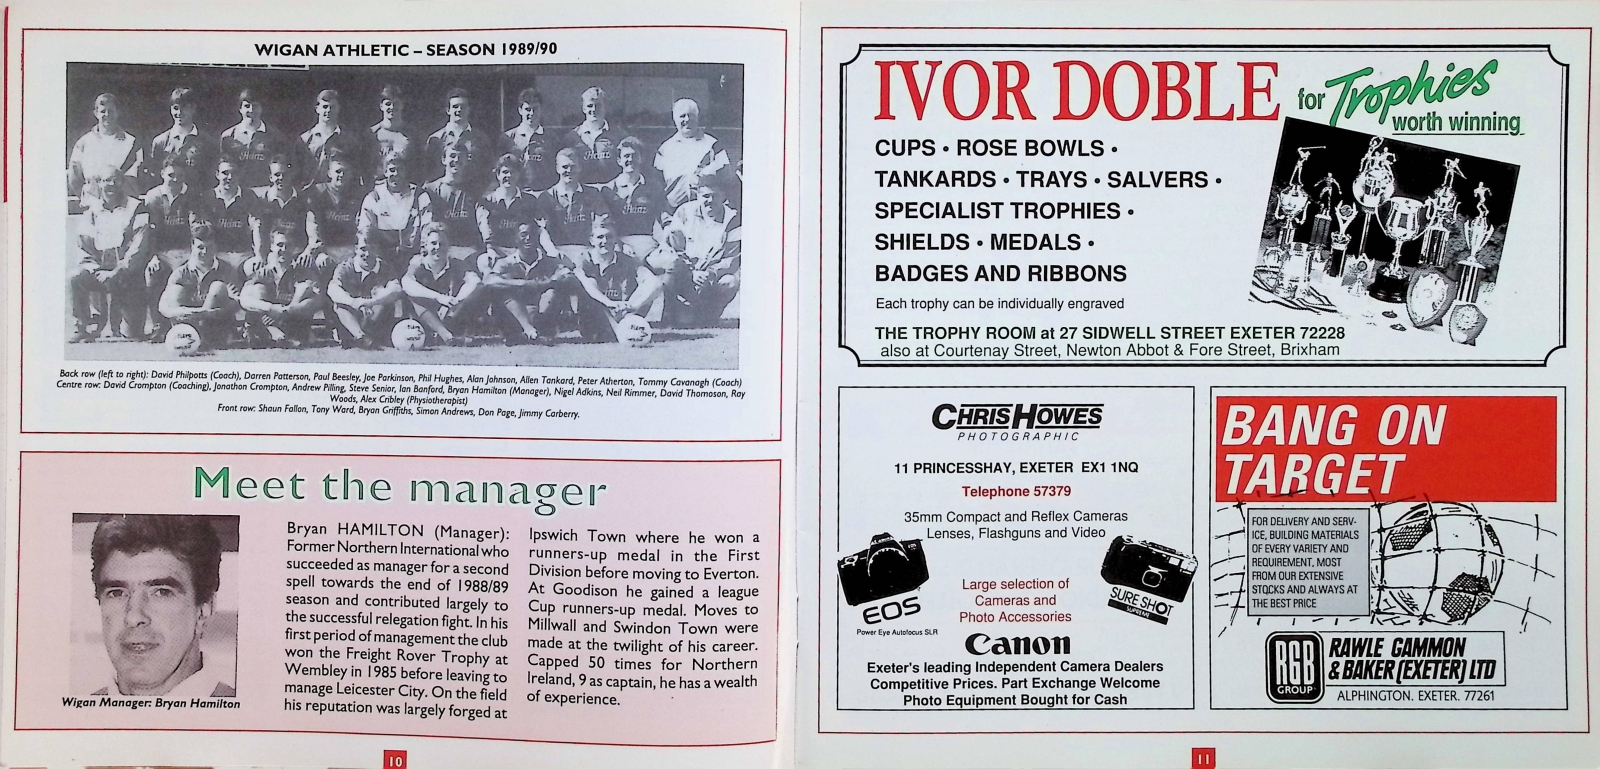 WIGAN ATHLETIC – SEASON 1989/90
Back row (left to right): David Philpotts (Coach), Darren Patterson, Paul Beesley, Joe Parkinson, Phil Hughes, Alan Johnson, Allen Tankard, Peter Atherton, Tommy Cavanagh (Coach)
Centre row: David Crompton (Coaching), Jonathon Crompton, Andrew Pilling, Steve Senior, Ian Banford, Bryan Hamilton (Manager), Nigel Adkins, Neil Rimmer, David Thomoson, Ray
Woods, Alex Cribley (Physiotherapist)
Front row: Shaun Fallon, Tony Ward, Bryan Griffiths, Simon Andrews, Don Page, Jimmy Carberry.
Meet the manager
Wigan Manager: Bryan Hamilton
Bryan HAMILTON (Manager):
Former Northern International who
succeeded as manager for a second
spell towards the end of 1988/89
season and contributed largely to
the successful relegation fight. In his
first period of management the club
won the Freight Rover Trophy at
Wembley in 1985 before leaving to
manage Leicester City. On the field
his reputation was largely forged at
Ipswich Town where he won a
runners-up medal in the First
Division before moving to Everton.
At Goodison he gained a league
Cup runners-up medal. Moves to
Millwall and Swindon Town were
made at the twilight of his career.
Capped 50 times for Northern
Ireland, 9 as captain, he has a wealth
of experience.
10
IVOR DOBLE for Trophies
worth winning
CUPS • ROSE BOWLS •
TANKARDS • TRAYS • SALVERS •
SPECIALIST TROPHIES •
SHIELDS • MEDALS •
BADGES AND RIBBONS
Each trophy can be individually engraved
THE TROPHY ROOM at 27 SIDWELL STREET EXETER 72228
also at Courtenay Street, Newton Abbot & Fore Street, Brixham
CHRIS HOWES
PHOTOGRAPHIC
11 PRINCESSHAY, EXETER EX1 1NQ
Telephone 57379
35mm Compact and Reflex Cameras
Lenses, Flashguns and Video
EOS
Power Eye Autofocus SLR
Large selection of
Cameras and
Photo Accessories
SURE SHOT
SUPREME
Canon
Exeter's leading Independent Camera Dealers
Competitive Prices. Part Exchange Welcome
Photo Equipment Bought for Cash
BANG ON
TARGET
FOR DELIVERY AND SERV-
ICE, BUILDING MATERIALS
OF EVERY VARIETY AND
REQUIREMENT, MOST
FROM OUR EXTENSIVE
STOCKS AND ALWAYS AT
THE BEST PRICE
RGB
GROUP
RAWLE GAMMON
& BAKER (EXETER) LTD
ALPHINGTON. EXETER. 77261
11